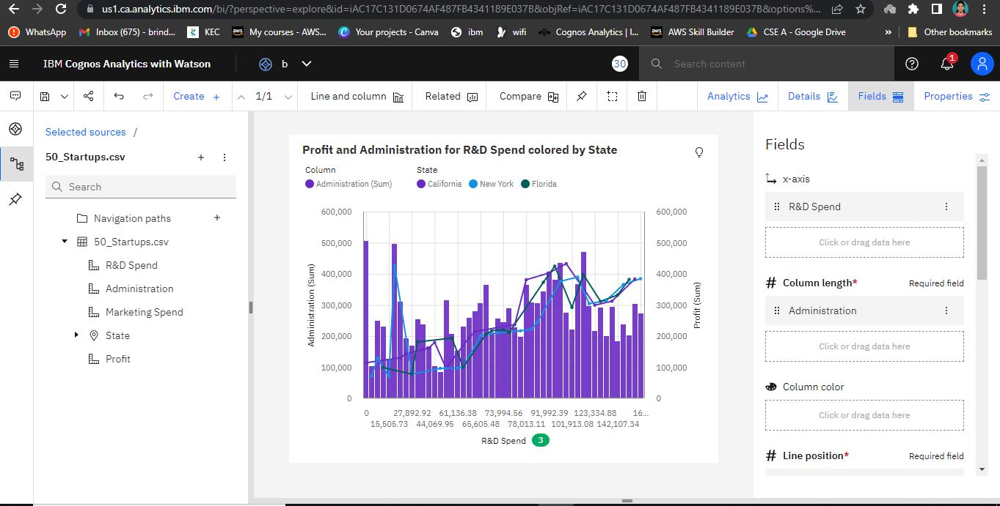 us1.ca.analytics.ibm.com/bi/?perspective=explore&id=iAC17C131D0674AF487FB4341189E037B&objRef=iAC17C131D0674AF487FB4341189E037B&options%...
WhatsApp
Inbox (675) - brind...
KEC
My courses - AWS...
Your projects - Canva
ibm
wifi
Cognos Analytics | I...
AWS Skill Builder
CSE A - Google Drive
»
Other bookmarks
IBM Cognos Analytics with Watson
b
30
Search content
1
Create +
1/1
Line and column
Related
Compare
Analytics
Details
Fields
Properties
Selected sources /
50_Startups.csv
Search
Navigation paths
50_Startups.csv
R&D Spend
Administration
Marketing Spend
State
Profit
Profit and Administration for R&D Spend colored by State
Column
Administration (Sum)
State
California
New York
Florida
Administration (Sum)
600,000
500,000
400,000
300,000
200,000
100,000
0
600,000
500,000
400,000
300,000
200,000
100,000
0
Profit (Sum)
0 27,892.92 61,136.38 73,994.56 91,992.39 123,334.88 16...
15,505.73 44,069.95 65,605.48 78,013.11 101,913.08 142,107.34
R&D Spend 3
Fields
x-axis
R&D Spend
Click or drag data here
# Column length* Required field
Administration
Click or drag data here
Column color
Click or drag data here
# Line position* Required field